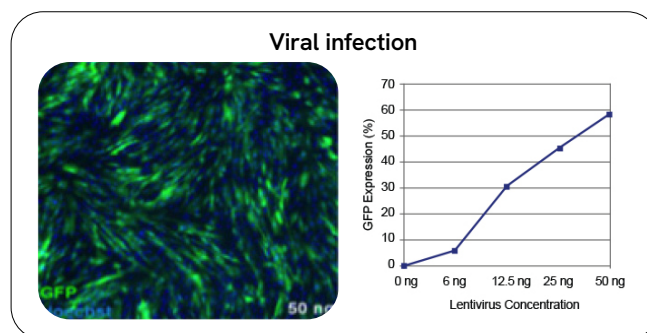 Viral infection
GFP
50 ng
GFP Expression (%)
70
60
50
40
30
20
10
0
0 ng 6 ng 12.5 ng 25 ng 50 ng
Lentivirus Concentration